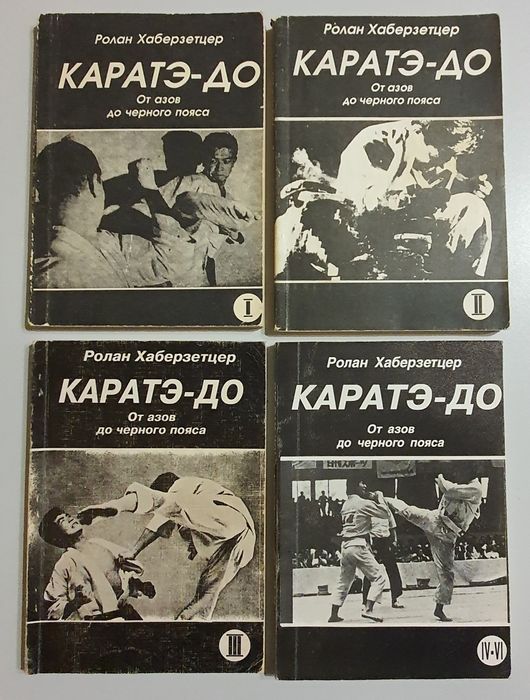 Ролан Хаберзетцер
КАРАТЭ-ДО
От азов
до черного пояса
I
Ролан Хаберзетцер
КАРАТЭ-ДО
От азов
до черного пояса
II
Ролан Хаберзетцер
КАРАТЭ-ДО
От азов
до черного пояса
III
Ролан Хаберзетцер
КАРАТЭ-ДО
От азов
до черного пояса
IV-VI